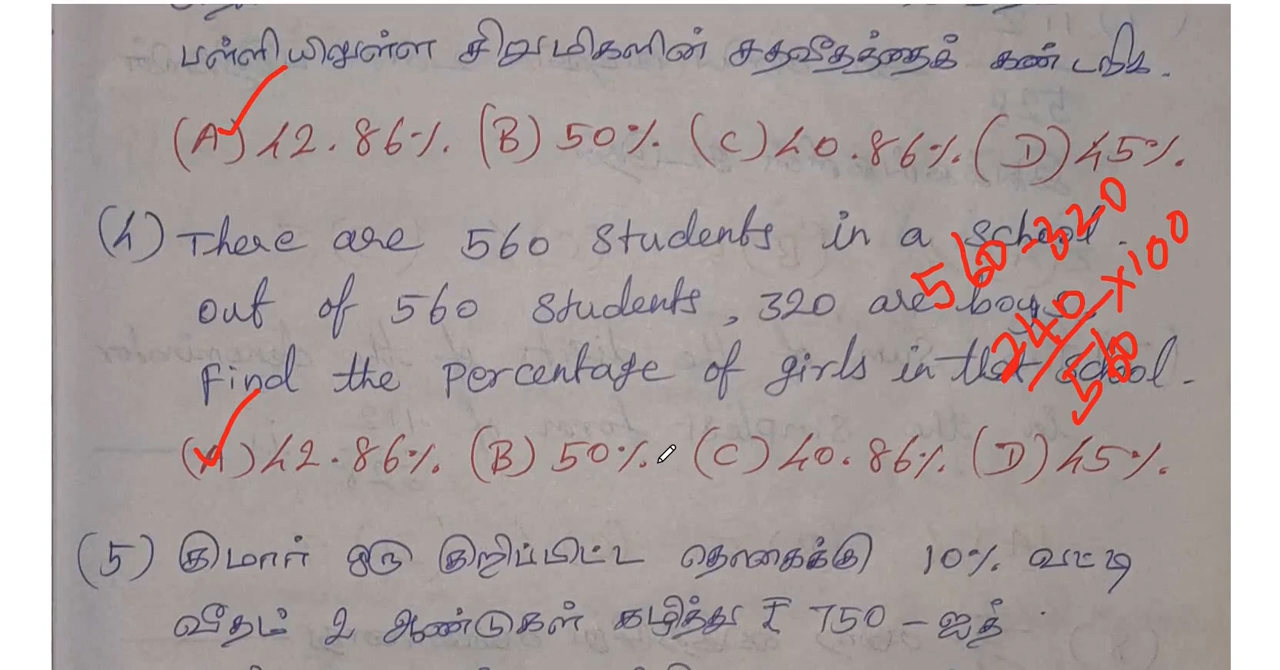 பள்ளியிலுள்ள சிறுமிகளின் சதவீதத்தைக் கண்டறிக.
(A) 42.86%. (B) 50%. (C) 40.86%. (D) 45%.
(4) There are 560 students in a school.
out of 560 students, 320 are boys.
Find the percentage of girls in that school.
560-320
240/560 ×100
(A) 42.86%. (B) 50%. (C) 40.86%. (D) 45%.
(5) குமார் ஒரு குறிப்பிட்ட தொகைக்கு 10%. வட்டி
வீதம் 2 ஆண்டுகள் கழித்து ₹ 750 - ஐத்